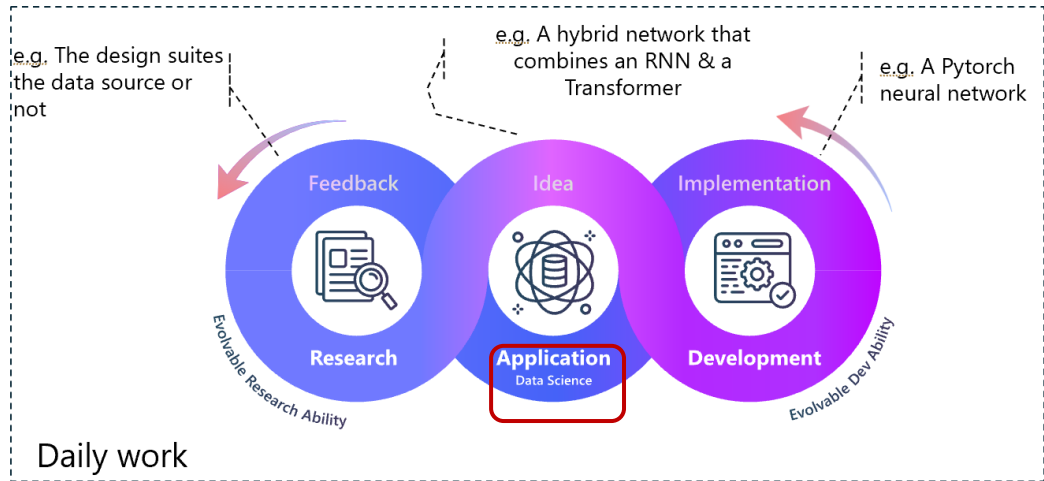 e.g. The design suites
the data source or
not
e.g. A hybrid network that
combines an RNN & a
Transformer
e.g. A Pytorch
neural network
Feedback
Idea
Implementation
Research
Application
Data Science
Development
Evolvable Research Ability
Evolvable Dev Ability
Daily work